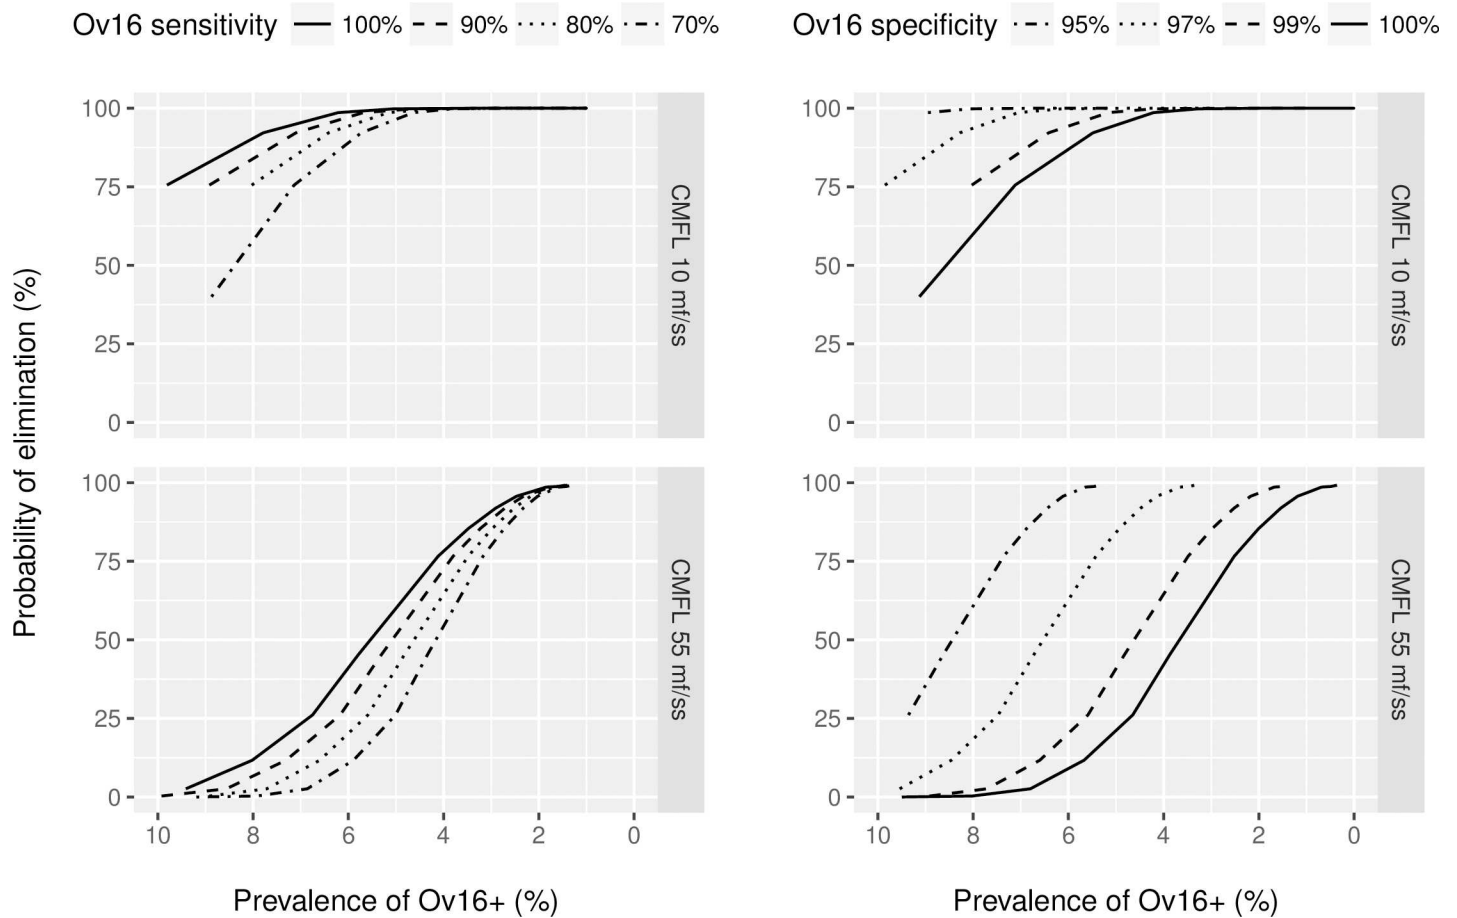 Ov16 sensitivity 100% 90% 80% 70%
Ov16 specificity 95% 97% 99% 100%
Probability of elimination (%)
100
75
50
25
0
CMFL 10 mf/ss
100
75
50
25
0
CMFL 10 mf/ss
100
75
50
25
0
CMFL 55 mf/ss
10 8 6 4 2 0
Prevalence of Ov16+ (%)
100
75
50
25
0
CMFL 55 mf/ss
10 8 6 4 2 0
Prevalence of Ov16+ (%)